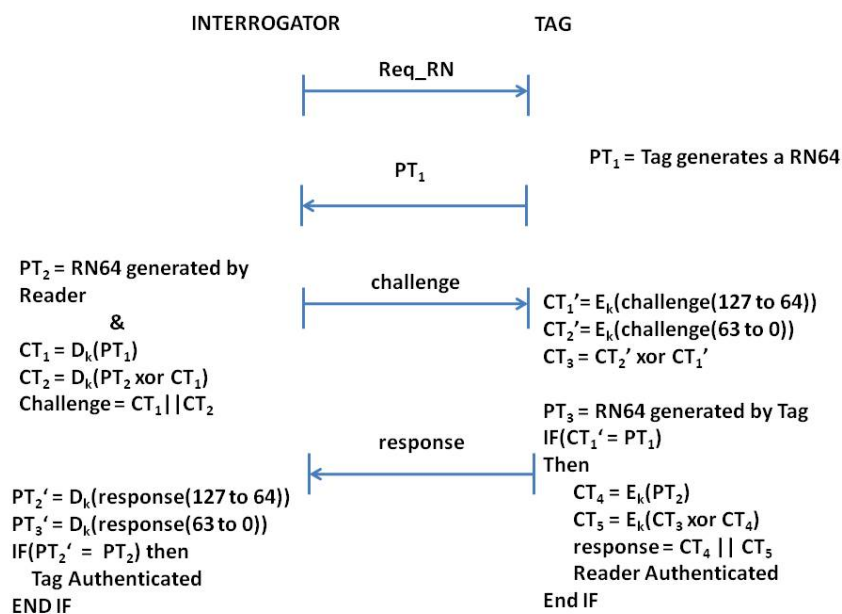 INTERROGATOR TAG
Req_RN
PT₁ = Tag generates a RN64
PT₁
PT₂ = RN64 generated by
Reader
&
CT₁ = Dₖ(PT₁)
CT₂ = Dₖ(PT₂ xor CT₁)
Challenge = CT₁||CT₂
challenge
CT₁’= Eₖ(challenge(127 to 64))
CT₂’= Eₖ(challenge(63 to 0))
CT₃ = CT₂’ xor CT₁’
PT₃ = RN64 generated by Tag
IF(CT₁‘ = PT₁)
Then
CT₄ = Eₖ(PT₂)
CT₅ = Eₖ(CT₃ xor CT₄)
response = CT₄ || CT₅
Reader Authenticated
End IF
response
PT₂‘ = Dₖ(response(127 to 64))
PT₃‘ = Dₖ(response(63 to 0))
IF(PT₂‘ = PT₂) then
Tag Authenticated
END IF